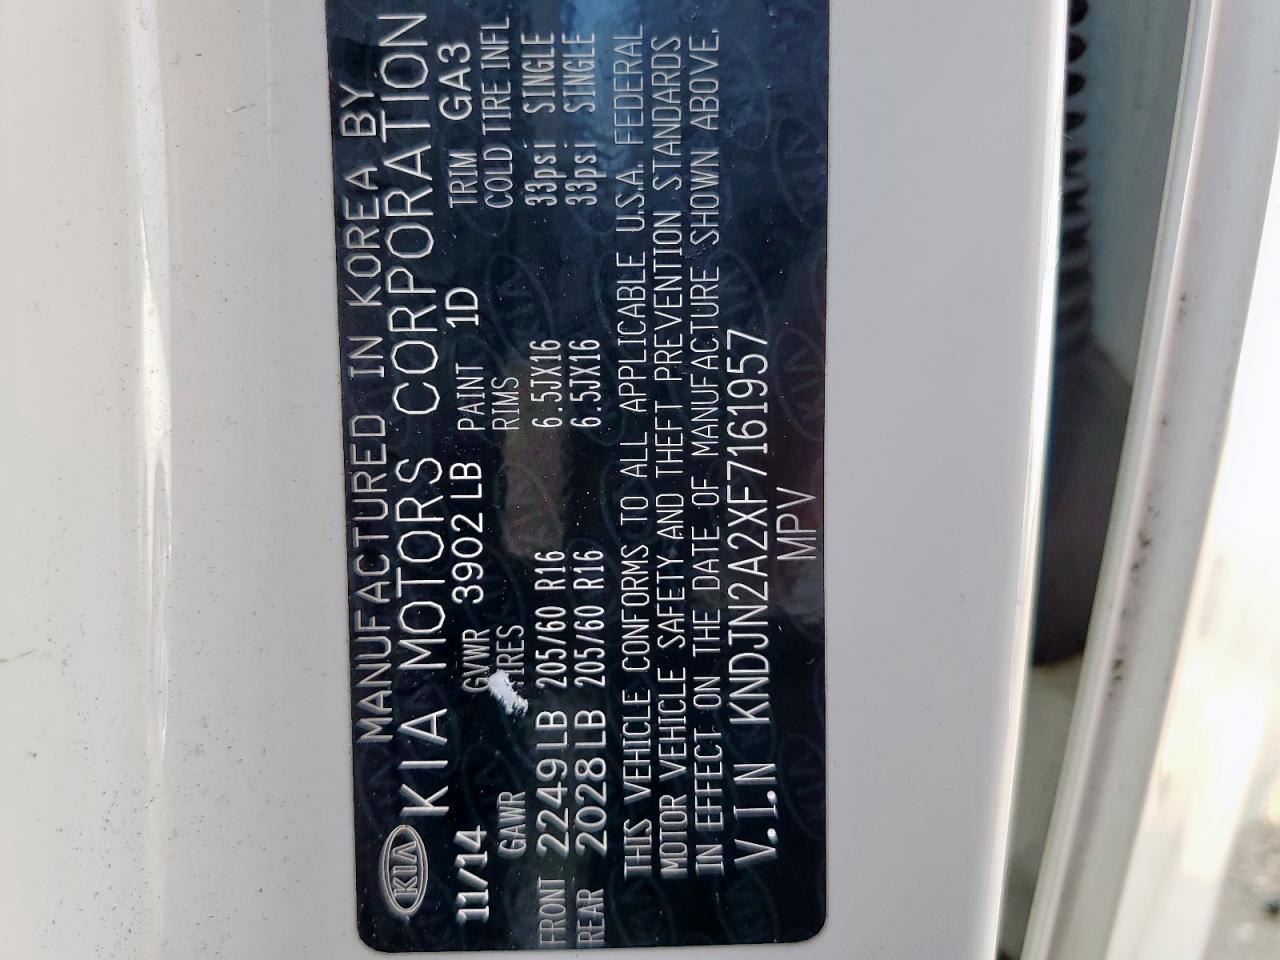 MANUFACTURED IN KOREA BY
KIA KIA MOTORS CORPORATION
11/14 GVWR 3902LB PAINT 1D TRIM GA3
GAWR TIRES RIMS COLD TIRE INFL
FRONT 2249LB 205/60 R16 6.5JX16 33psi SINGLE
REAR 2028LB 205/60 R16 6.5JX16 33psi SINGLE
THIS VEHICLE CONFORMS TO ALL APPLICABLE U.S.A. FEDERAL
MOTOR VEHICLE SAFETY AND THEFT PREVENTION STANDARDS
IN EFFECT ON THE DATE OF MANUFACTURE SHOWN ABOVE.
V.I.N KNDJN2A2XF7161957
MPV